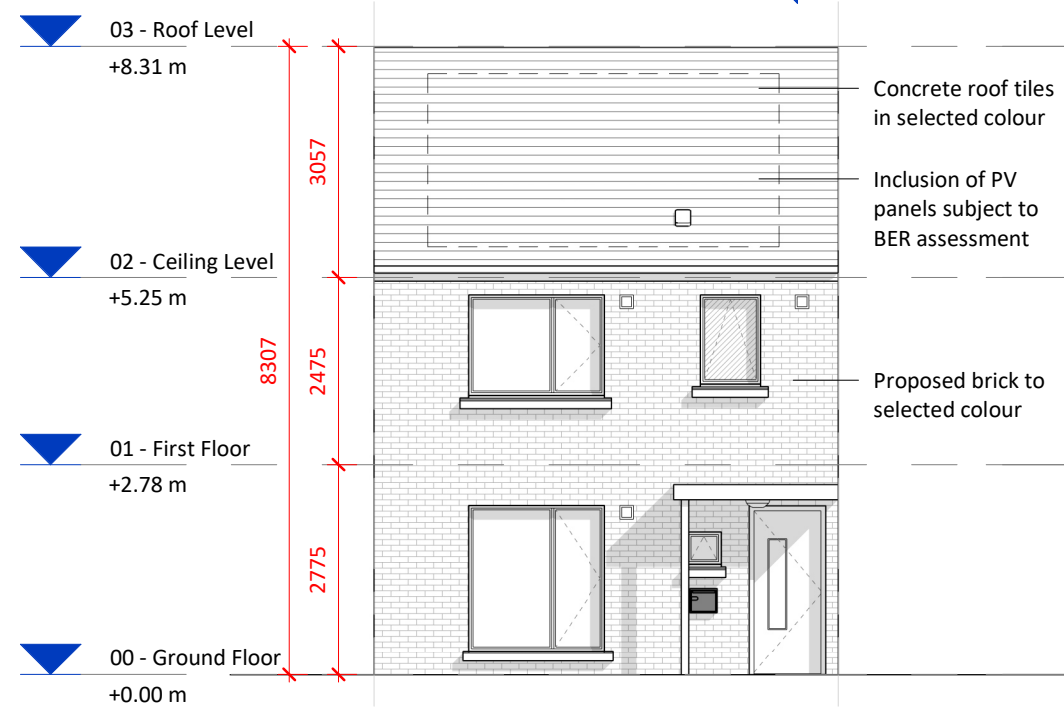 03 - Roof Level
+8.31 m
Concrete roof tiles
in selected colour
3057
Inclusion of PV
panels subject to
BER assessment
02 - Ceiling Level
+5.25 m
8307
2475
Proposed brick to
selected colour
01 - First Floor
+2.78 m
2775
00 - Ground Floor
+0.00 m